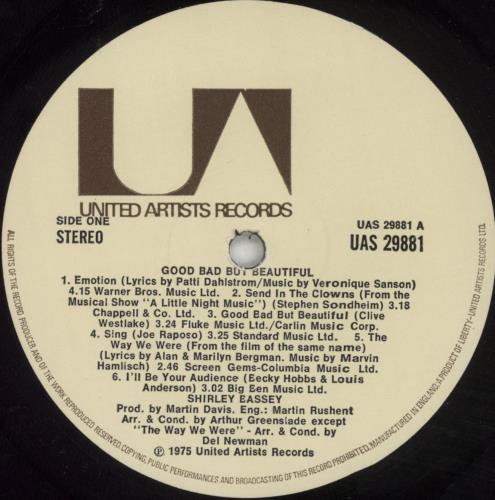 UA
UNITED ARTISTS RECORDS
SIDE ONE
STEREO
UAS 29881 A
UAS 29881
GOOD BAD BUT BEAUTIFUL
1. Emotion (Lyrics by Patti Dahlstrom/Music by Veronique Sanson)
4.15 Warner Bros. Music Ltd. 2. Send In The Clowns (From the
Musical Show "A Little Night Music") (Stephen Sondheim) 3.18
Chappell & Co. Ltd. 3. Good Bad But Beautiful (Clive
Westlake) 3.24 Fluke Music Ltd./Carlin Music Corp.
4. Sing (Joe Raposo) 3.25 Standard Music Ltd. 5. The
Way We Were (From the film of the same name)
(Lyrics by Alan & Marilyn Bergman. Music by Marvin
Hamlisch) 2.46 Screen Gems-Columbia Music Ltd.
6. I'll Be Your Audience (Becky Hobbs & Louis
Anderson) 3.02 Big Een Music Ltd.
SHIRLEY BASSEY
Prod. by Martin Davis. Eng.: Martin Rushent
Arr. & Cond. by Arthur Greenslade except
"The Way We Were" - Arr. & Cond. by
Del Newman
℗ 1975 United Artists Records
ALL RIGHTS OF THE RECORD PRODUCER AND OF THE WORK REPRODUCED RESERVED. COPYING, PUBLIC PERFORMANCES AND BROADCASTING OF THIS RECORD PROHIBITED. MANUFACTURED IN ENGLAND. A PRODUCT OF LIBERTY-UNITED ARTISTS RECORDS LTD.